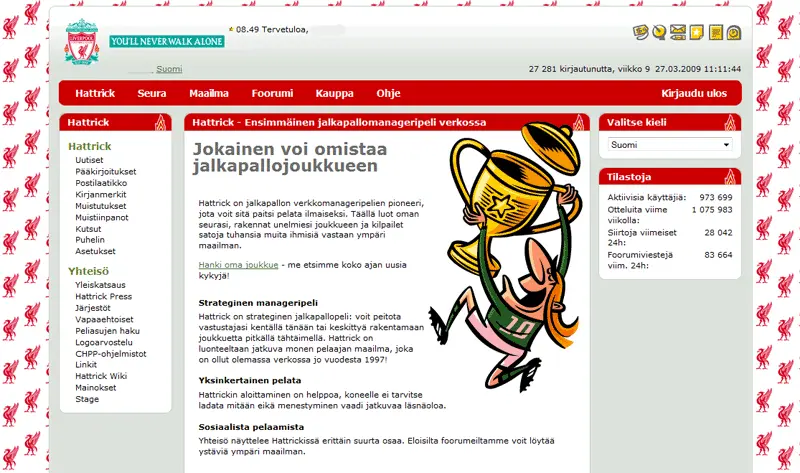 LIVERPOOL
YOU'LL NEVER WALK ALONE
08.49 Tervetuloa,
Suomi
27 281 kirjautunutta, viikko 9 27.03.2009 11:11:44
Hattrick Seura Maailma Foorumi Kauppa Ohje Kirjaudu ulos
Hattrick
Hattrick
Uutiset
Pääkirjoitukset
Postilaatikko
Kirjanmerkit
Muistutukset
Muistiinpanot
Kutsut
Puhelin
Asetukset
Yhteisö
Yleiskatsaus
Hattrick Press
Järjestöt
Vapaaehtoiset
Peliasujen haku
Logoarvostelu
CHPP-ohjelmistot
Linkit
Hattrick Wiki
Mainokset
Stage
Hattrick - Ensimmäinen jalkapallomanageripeli verkossa
Jokainen voi omistaa
jalkapallojoukkueen
Hattrick on jalkapallon verkkomanageripelien pioneeri,
jota voit sitä paitsi pelata ilmaiseksi. Täällä luot oman
seurasi, rakennat unelmiesi joukkueen ja kilpailet
satoja tuhansia muita ihmisiä vastaan ympäri
maailman.
Hanki oma joukkue - me etsimme koko ajan uusia
kykyjä!
Strateginen manageripeli
Hattrick on strateginen jalkapallopeli: voit peitota
vastustajasi kentällä tänään tai keskittyä rakentamaan
joukkuetta pitkällä tähtäimellä. Hattrick on
luonteeltaan jatkuva monen pelaajan maailma, joka
on ollut olemassa verkossa jo vuodesta 1997!
Yksinkertainen pelata
Hattrickin aloittaminen on helppoa, koneelle ei tarvitse
ladata mitään eikä menestyminen vaadi jatkuvaa läsnäoloa.
Sosiaalista pelaamista
Yhteisö näyttelee Hattrickissä erittäin suurta osaa. Eloisilta foorumeiltamme voit löytää
ystäviä ympäri maailman.
10
Valitse kieli
Suomi
Tilastoja
Aktiivisia käyttäjiä: 973 699
Otteluita viime 1 075 983
viikolla:
Siirtoja viimeiset 28 042
24h:
Foorumiviestejä 83 664
viim. 24h: